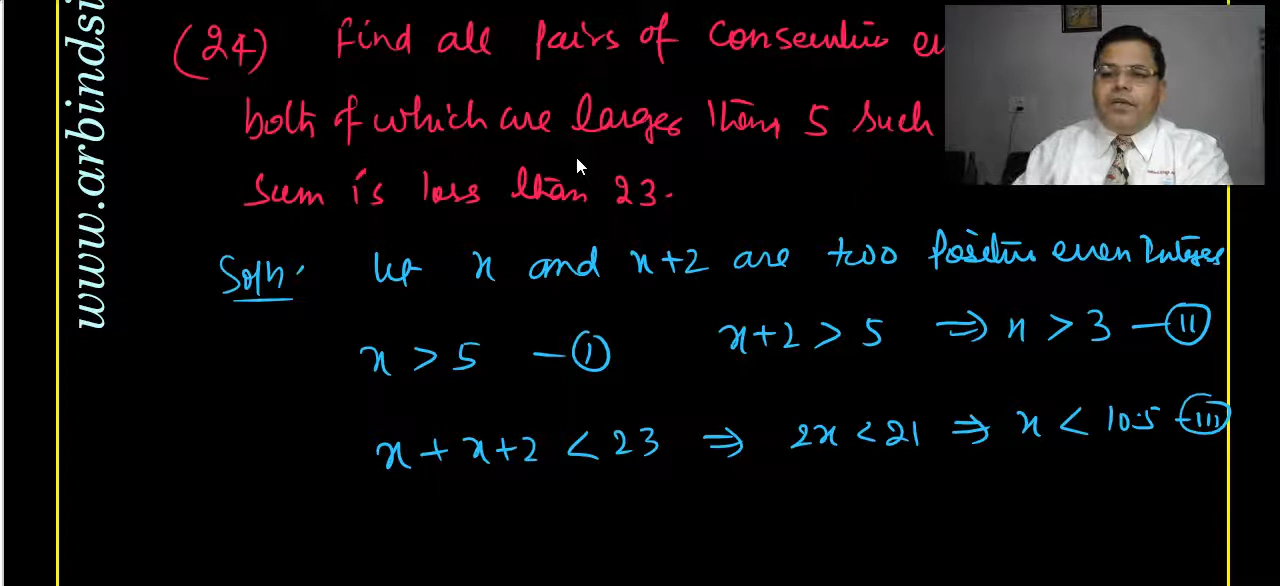 www.arbindsi
(24) Find all pairs of consecutive e
both of which are larger than 5 such
sum is less than 23.
Soln. let x and x+2 are two positive even Integes
x > 5 — (I) x+2 > 5 ⇒ x > 3 — (II)
x + x+2 < 23 ⇒ 2x < 21 ⇒ x < 10.5 — (III)